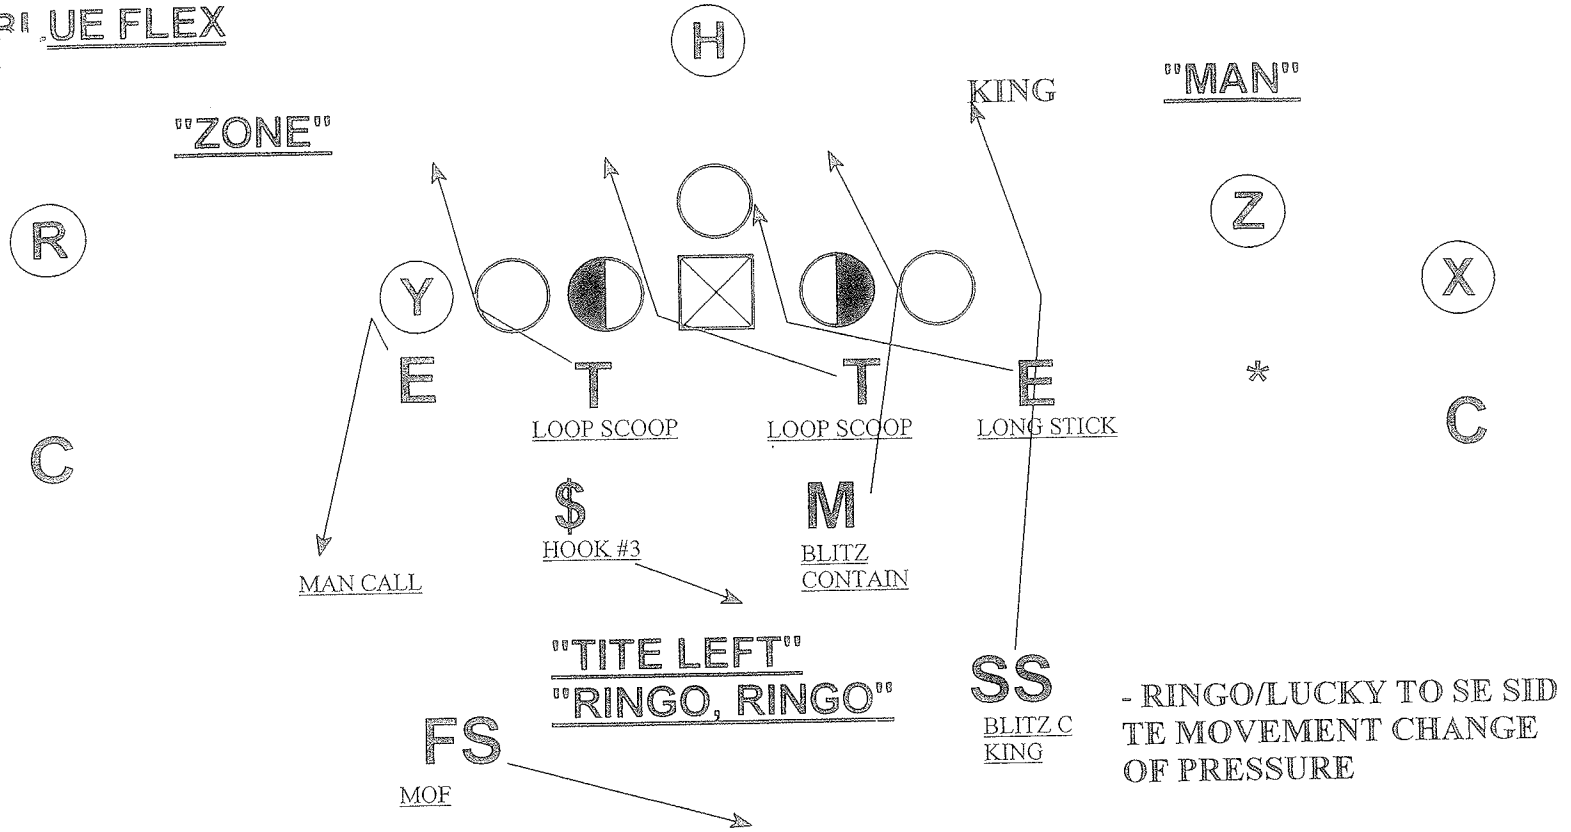 BLUE FLEX
H
KING
"MAN"
"ZONE"
R
Z
Y
X
E
T
T
E
*
C
C
LOOP SCOOP
LOOP SCOOP
LONG STICK
$
M
HOOK #3
BLITZ
CONTAIN
MAN CALL
"TITE LEFT"
"RINGO, RINGO"
SS
BLITZ C
KING
FS
MOF
- RINGO/LUCKY TO SE SID
TE MOVEMENT CHANGE
OF PRESSURE